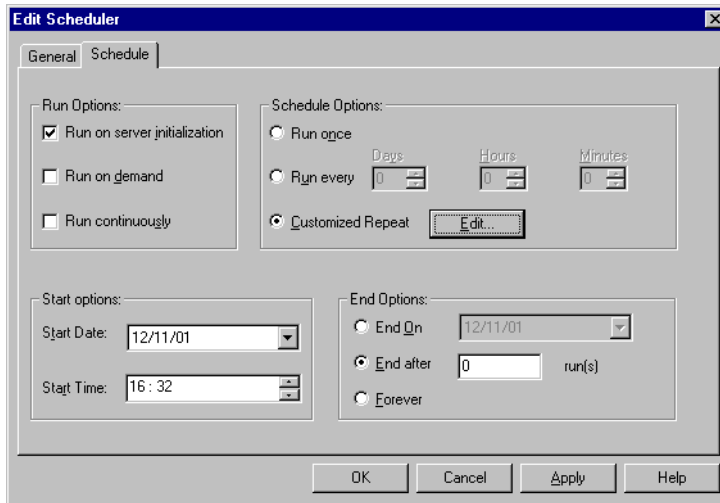 Edit Scheduler
General Schedule
Run Options:
Run on server initialization
Run on demand
Run continuously
Schedule Options:
Run once
Days Hours Minutes
Run every 0 0 0
Customized Repeat Edit...
Start options:
Start Date: 12/11/01
Start Time: 16 : 32
End Options:
End On 12/11/01
End after 0 run(s)
Forever
OK Cancel Apply Help